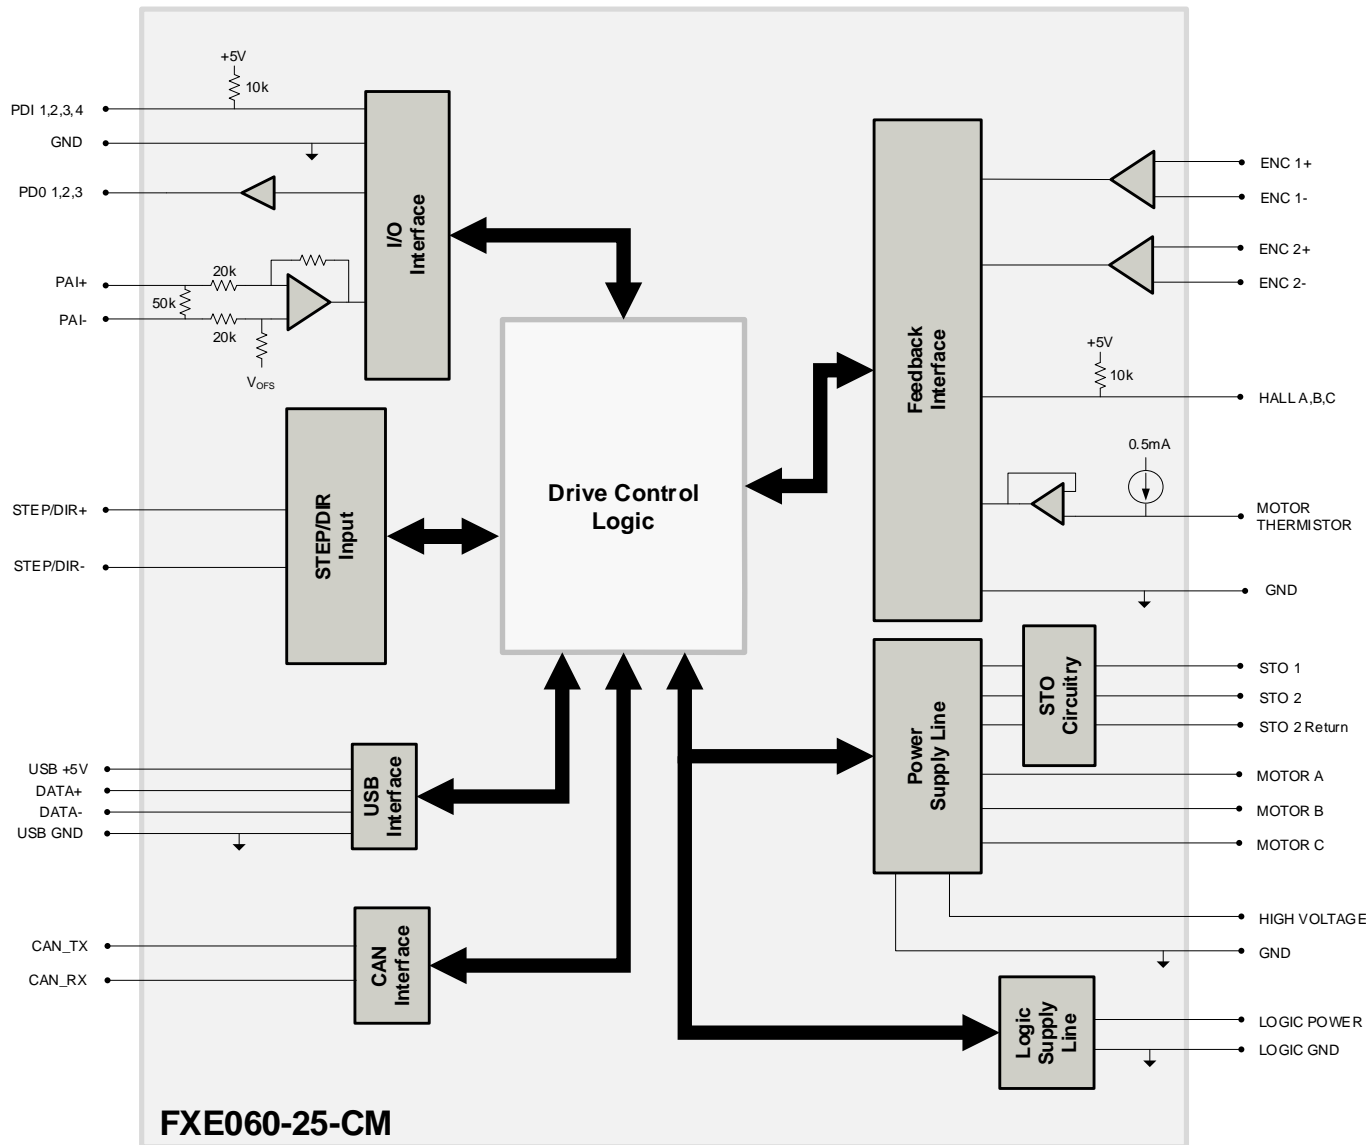 +5V
10k
PDI 1,2,3,4
GND
PD0 1,2,3
PAI+
20k
50k
PAI-
20k
VOFS
I/O
Interface
STEP/DIR+
STEP/DIR-
STEP/DIR
Input
Drive Control
Logic
USB +5V
DATA+
DATA-
USB GND
USB
Interface
CAN_TX
CAN_RX
CAN
Interface
Feedback
Interface
ENC 1+
ENC 1-
ENC 2+
ENC 2-
+5V
10k
HALL A,B,C
0.5mA
MOTOR
THERMISTOR
GND
Power
Supply Line
STO
Circuitry
STO 1
STO 2
STO 2 Return
MOTOR A
MOTOR B
MOTOR C
HIGH VOLTAGE
GND
Logic
Supply
Line
LOGIC POWER
LOGIC GND
FXE060-25-CM